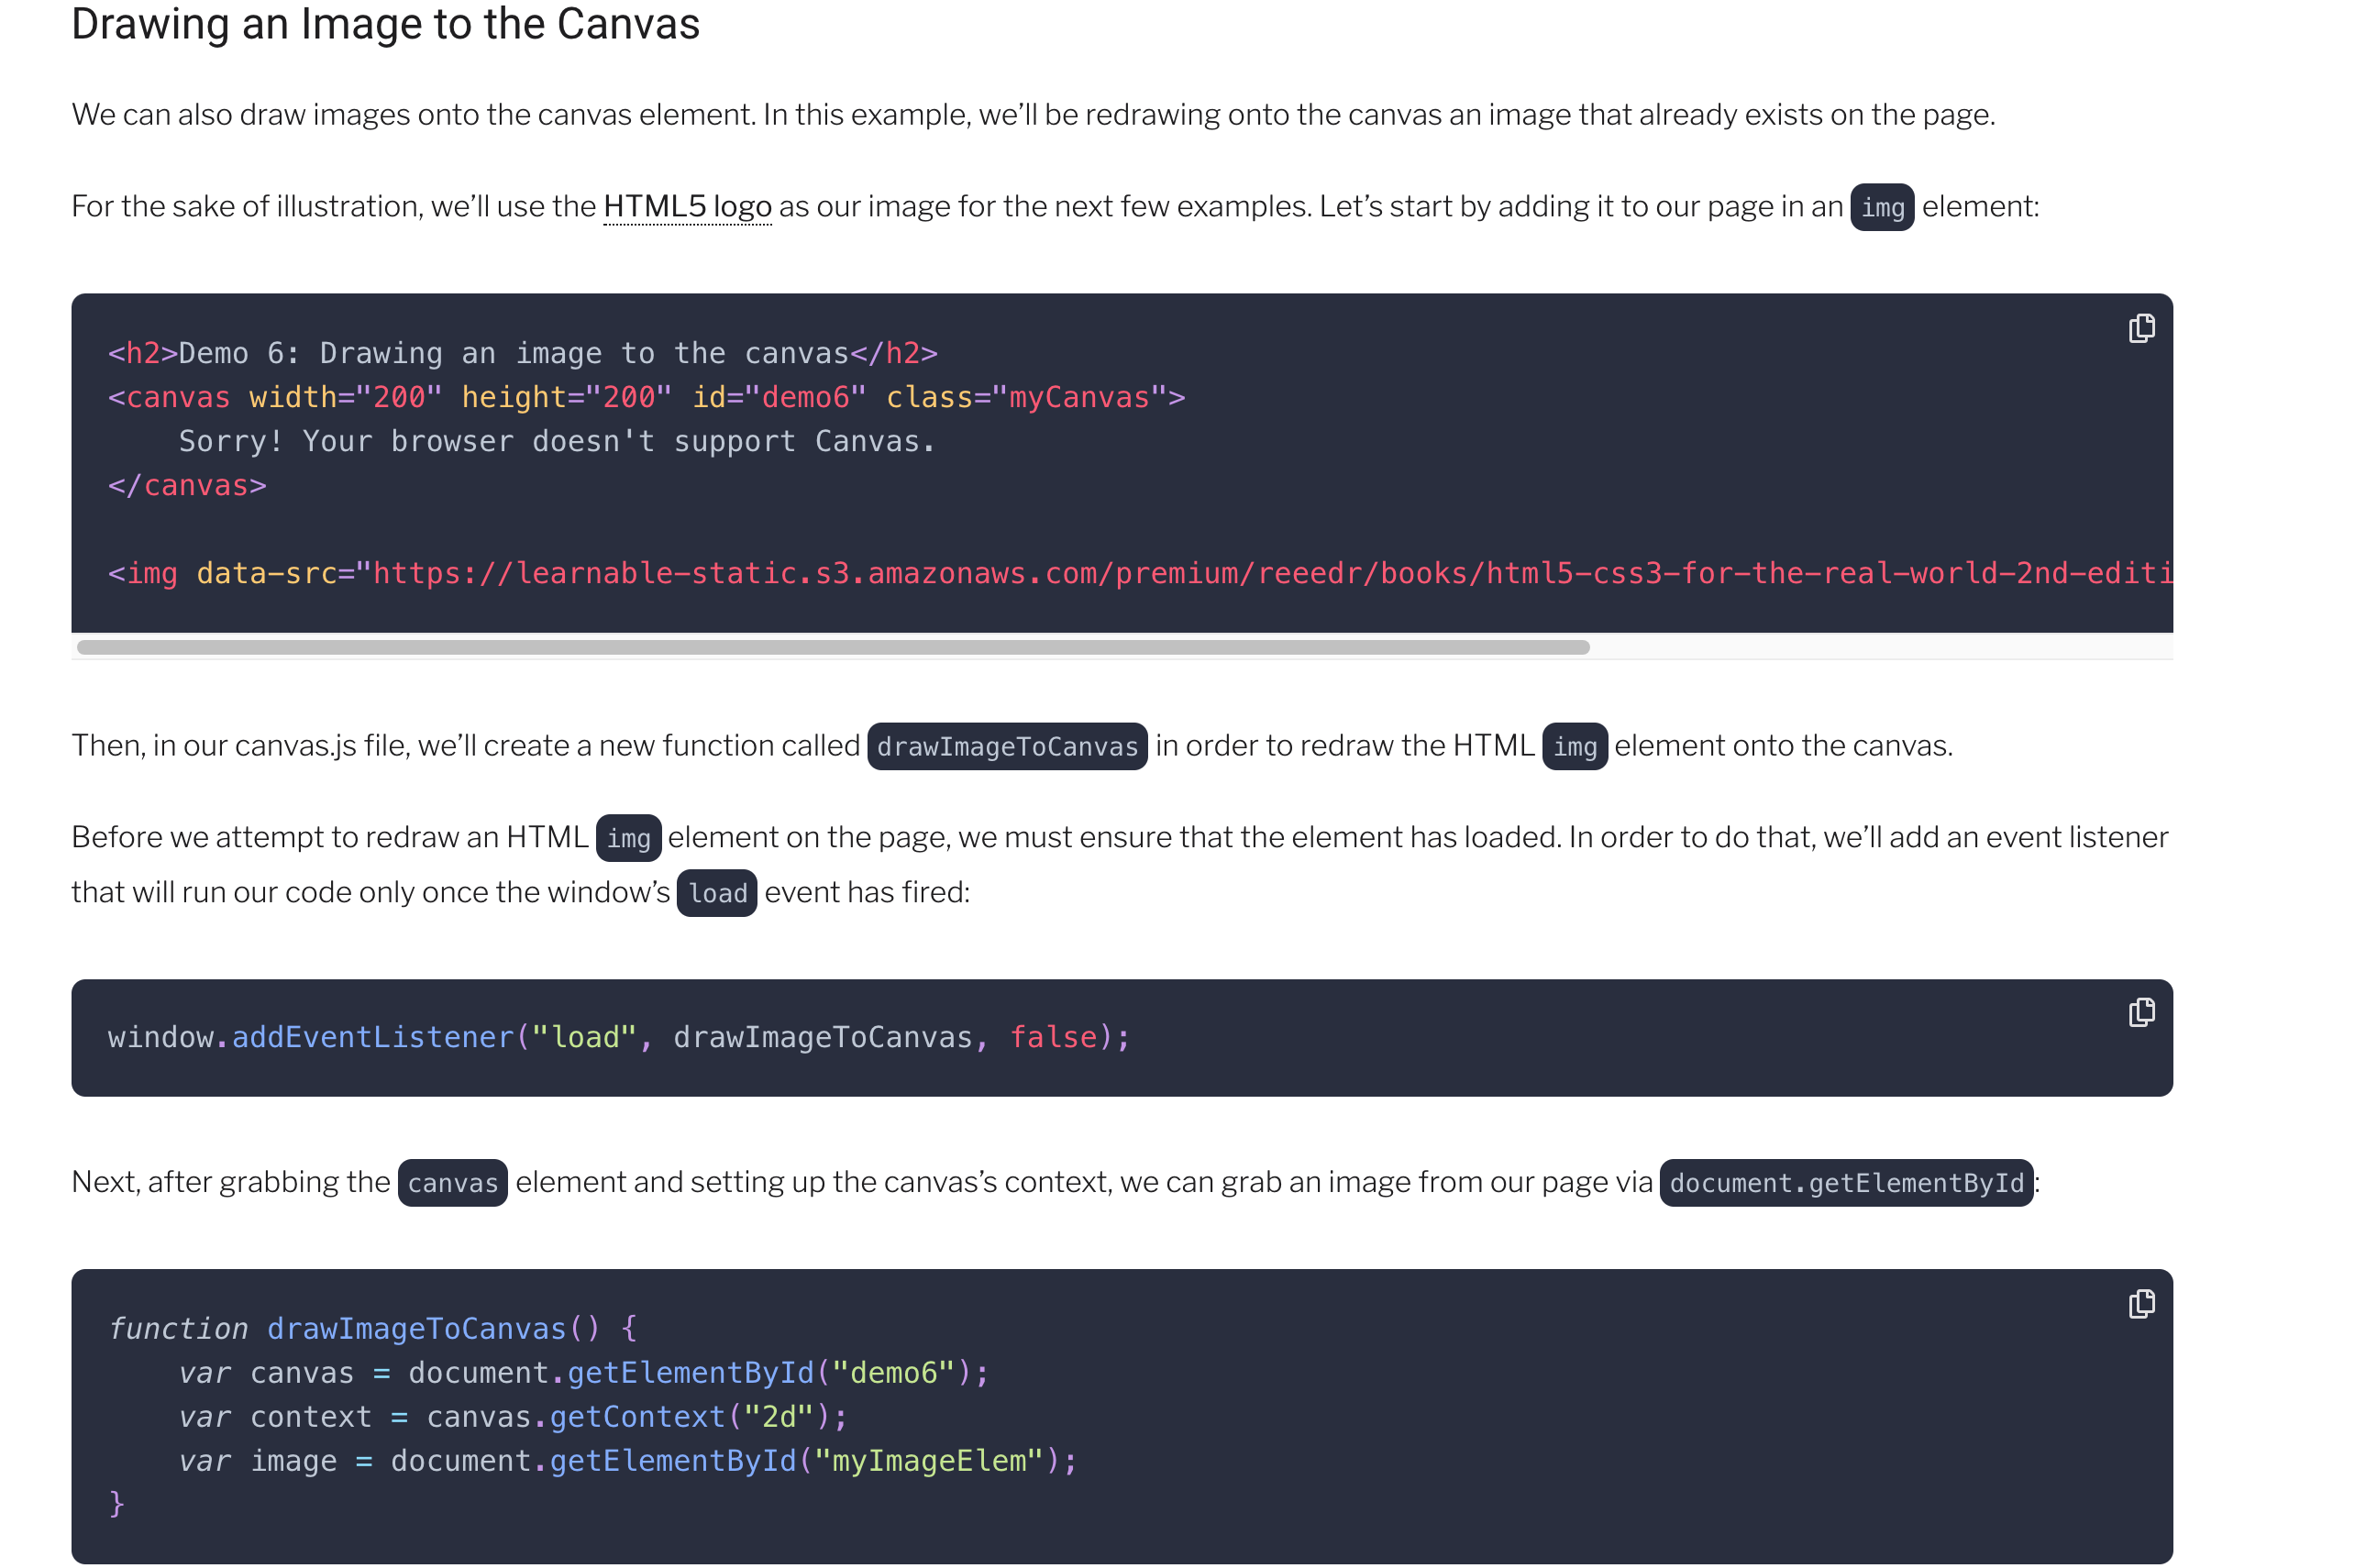 Drawing an Image to the Canvas
We can also draw images onto the canvas element. In this example, we’ll be redrawing onto the canvas an image that already exists on the page.
For the sake of illustration, we’ll use the HTML5 logo as our image for the next few examples. Let’s start by adding it to our page in an img element:
<h2>Demo 6: Drawing an image to the canvas</h2>
<canvas width="200" height="200" id="demo6" class="myCanvas">
    Sorry! Your browser doesn't support Canvas.
</canvas>
<img data-src="https://learnable-static.s3.amazonaws.com/premium/reeedr/books/html5-css3-for-the-real-world-2nd-editi
Then, in our canvas.js file, we’ll create a new function called drawImageToCanvas in order to redraw the HTML img element onto the canvas.
Before we attempt to redraw an HTML img element on the page, we must ensure that the element has loaded. In order to do that, we’ll add an event listener
that will run our code only once the window’s load event has fired:
window.addEventListener("load", drawImageToCanvas, false);
Next, after grabbing the canvas element and setting up the canvas’s context, we can grab an image from our page via document.getElementById:
function drawImageToCanvas() {
    var canvas = document.getElementById("demo6");
    var context = canvas.getContext("2d");
    var image = document.getElementById("myImageElem");
}